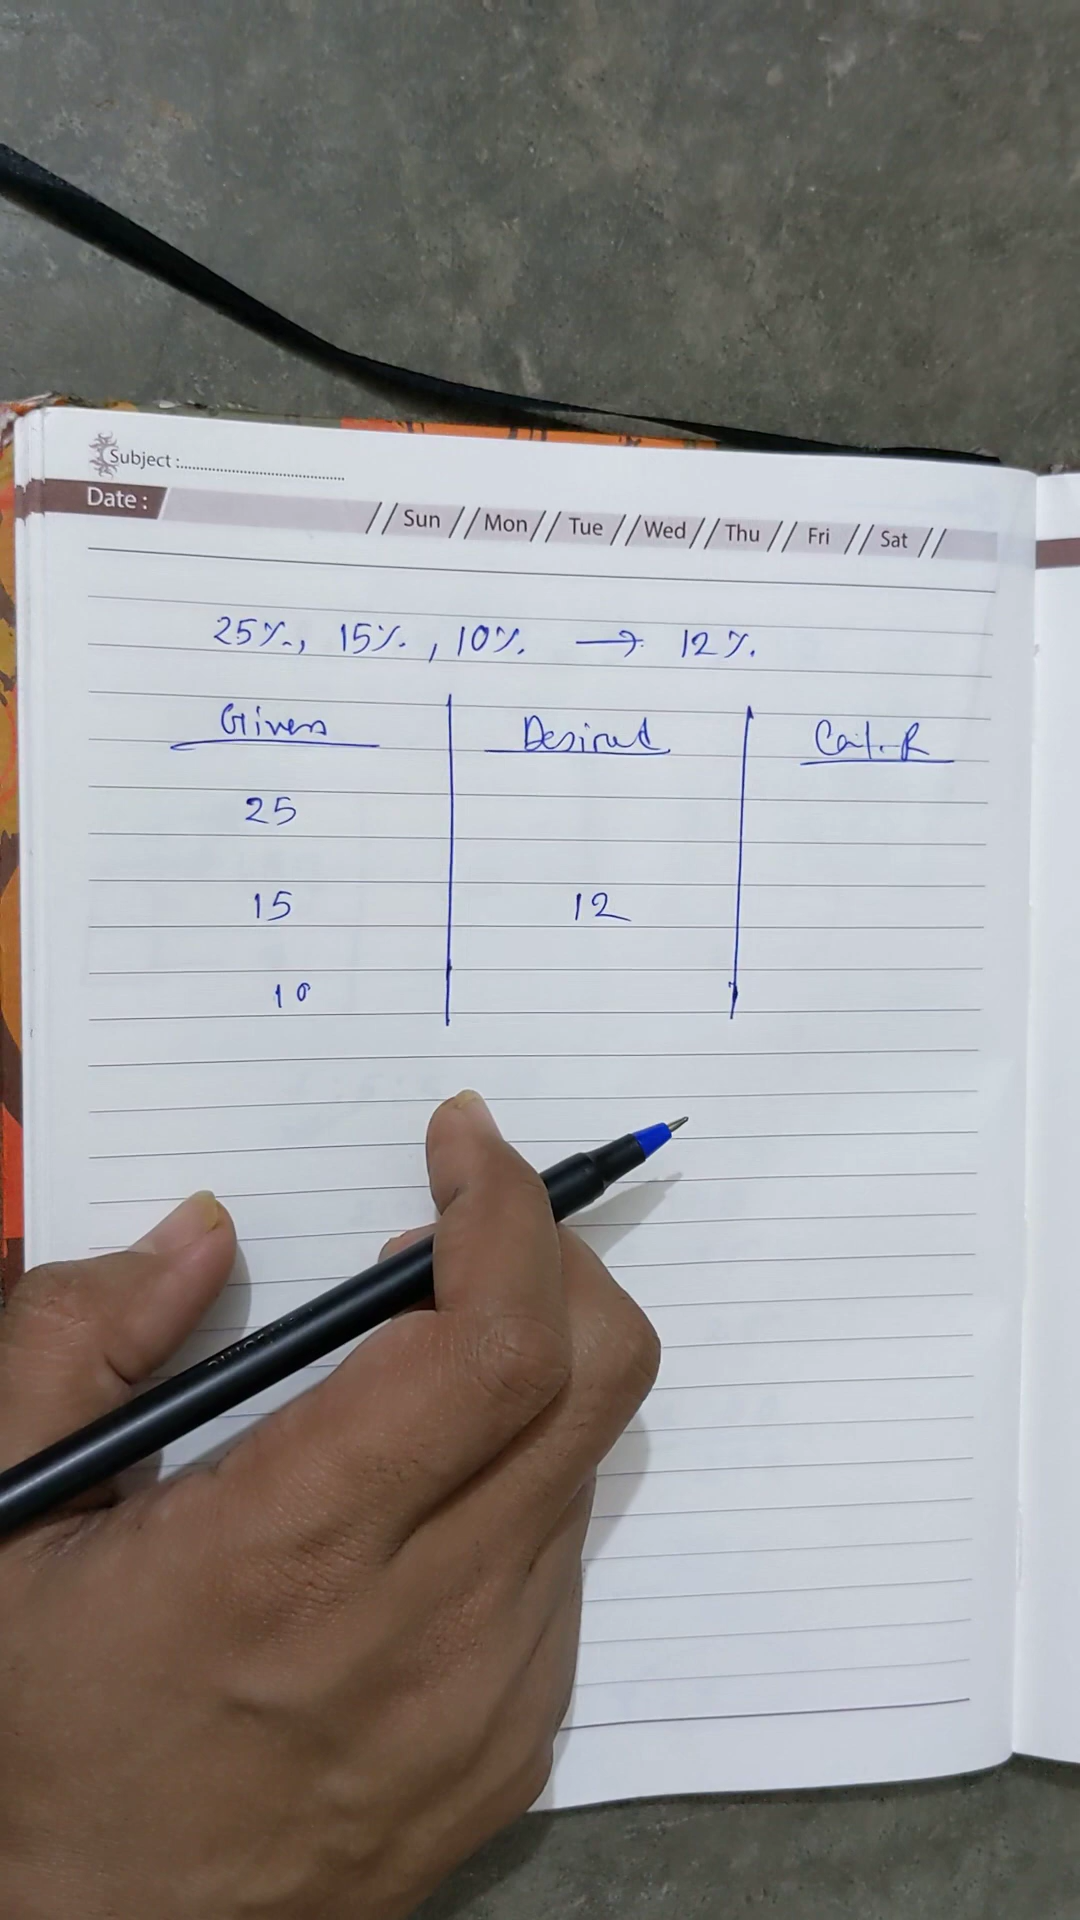 Subject :
Date :
// Sun // Mon // Tue // Wed // Thu // Fri // Sat //
25%, 15%, 10% → 12%.
Given Desired Cal. R
25
15 12
10